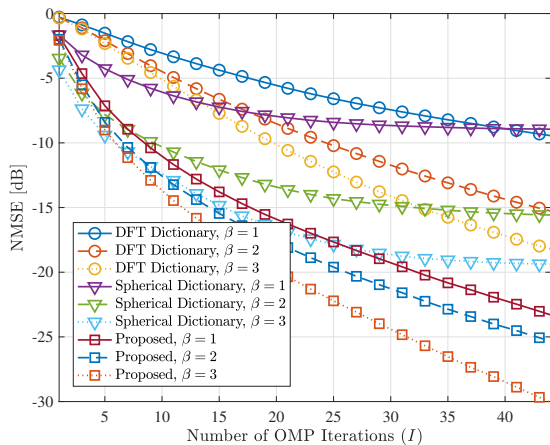 0
-5
-10
-15
-20
-25
-30
NMSE [dB]
DFT Dictionary, β = 1
DFT Dictionary, β = 2
DFT Dictionary, β = 3
Spherical Dictionary, β = 1
Spherical Dictionary, β = 2
Spherical Dictionary, β = 3
Proposed, β = 1
Proposed, β = 2
Proposed, β = 3
5 10 15 20 25 30 35 40
Number of OMP Iterations (I)